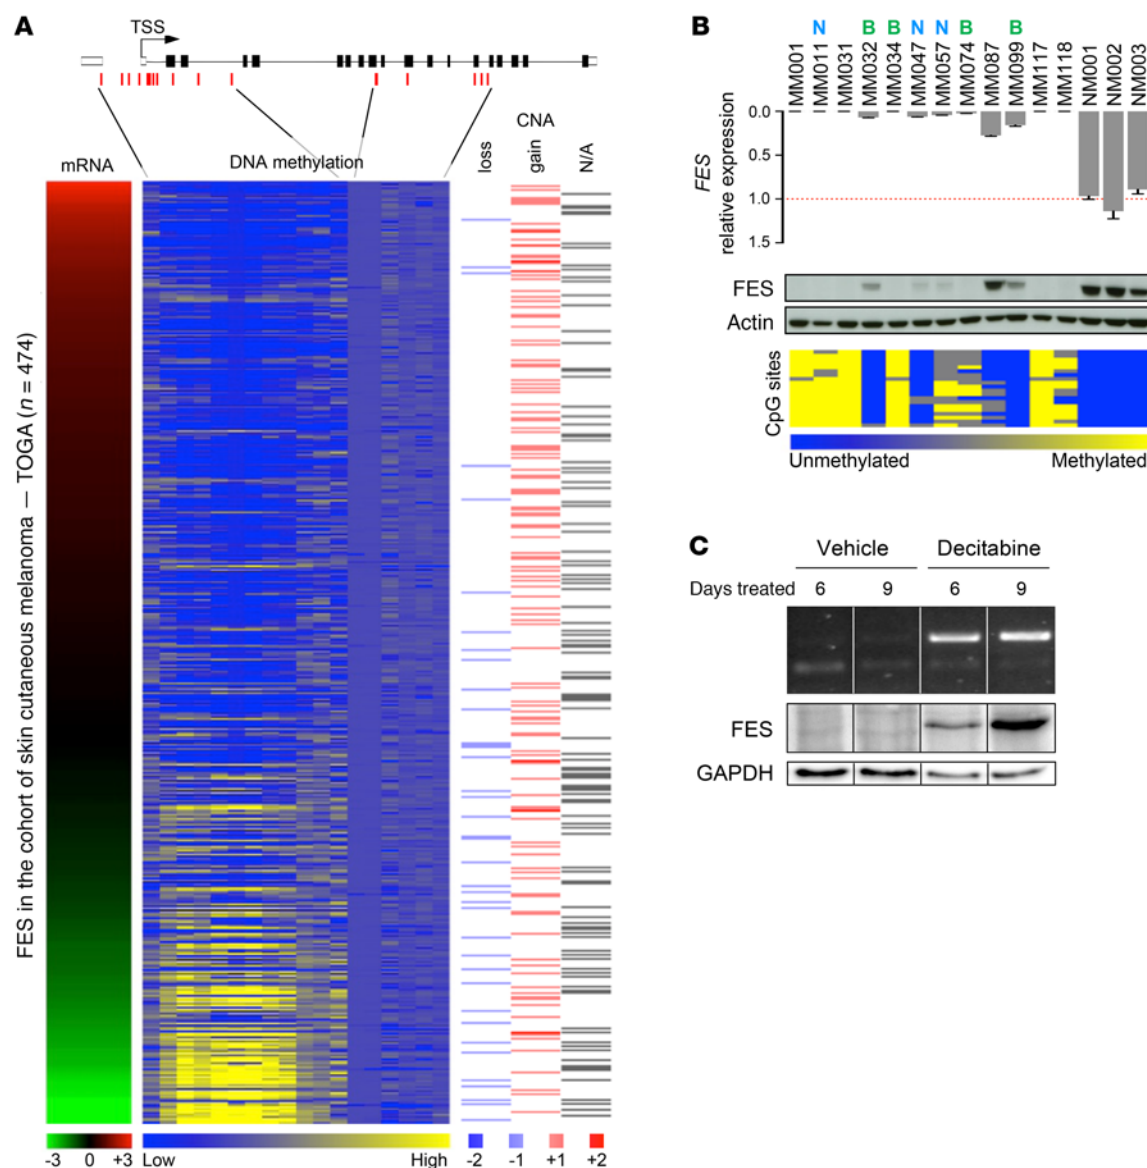 A
TSS
mRNA
DNA methylation
CNA
loss
gain
N/A
FES in the cohort of skin cutaneous melanoma — TOGA (n = 474)
-3 0 +3
Low High
-2 -1 +1 +2
B
N B B N N B B
MM001 MM011 MM031 MM032 MM034 MM047 MM057 MM074 MM087 MM099 MM117 MM118 NM001 NM002 NM003
FES
relative expression
0.0
0.5
1.0
1.5
FES
Actin
CpG sites
Unmethylated Methylated
C
Vehicle Decitabine
Days treated 6 9 6 9
FES
GAPDH